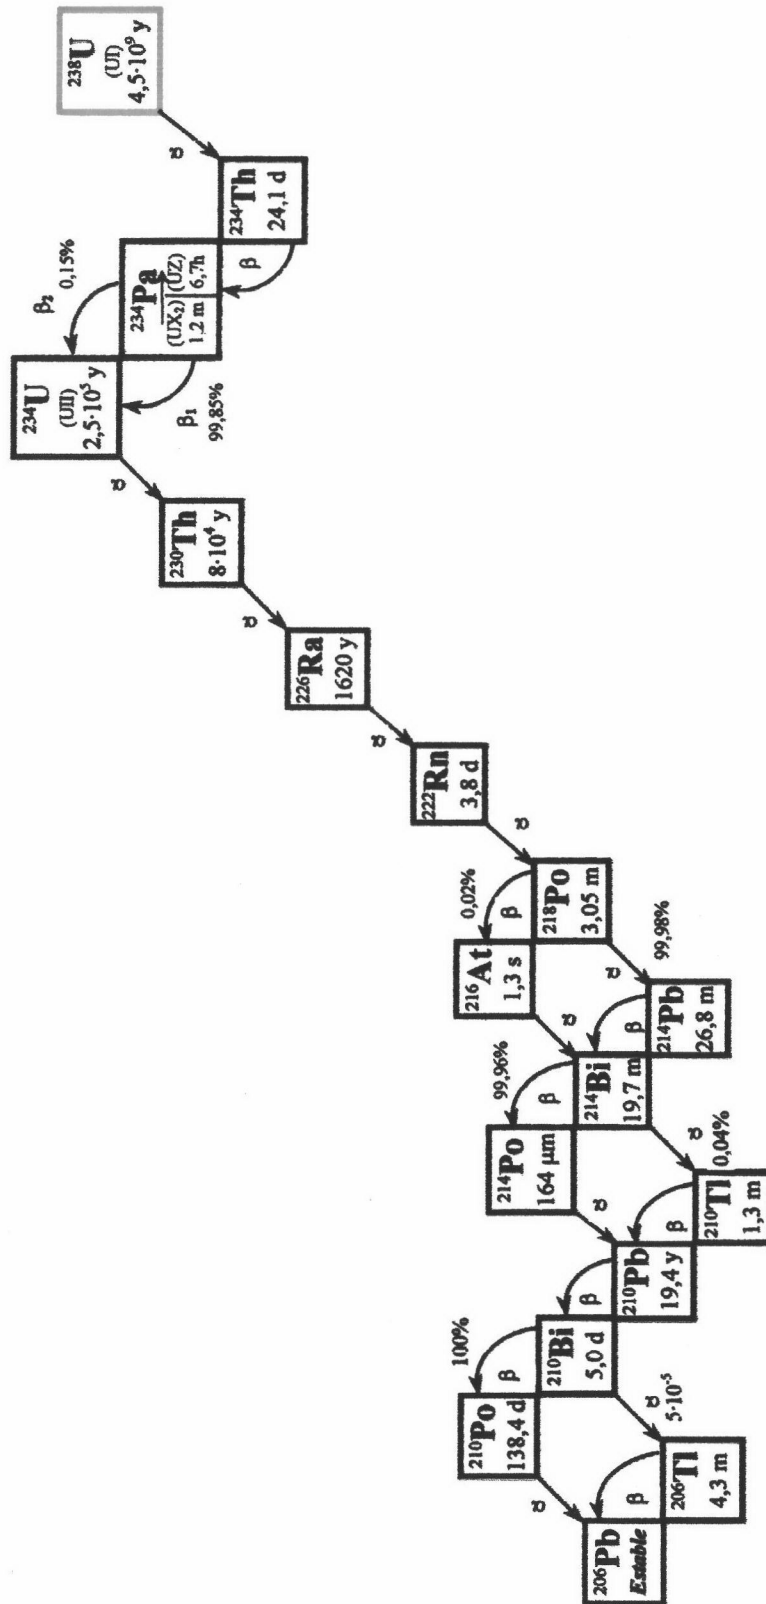 ²³⁸U
(UI)
4,5·10⁹ y
α
²³⁴Th
24,1 d
β
²³⁴Pa
(UX₂) (UZ)
1,2 m 6,7h
β₂
0,15%
β₁
99,85%
²³⁴U
(UII)
2,5·10⁵ y
α
²³⁰Th
8·10⁴ y
α
²²⁶Ra
1620 y
α
²²²Rn
3,8 d
α
²¹⁸Po
3,05 m
0,02%
β
α
99,98%
²¹⁶At
1,3 s
α
²¹⁴Pb
26,8 m
β
²¹⁴Bi
19,7 m
99,96%
β
α
0,04%
²¹⁴Po
164 µm
α
²¹⁰Tl
1,3 m
β
²¹⁰Pb
19,4 y
β
²¹⁰Bi
5,0 d
100%
β
α
5·10⁻⁵
²¹⁰Po
138,4 d
α
²⁰⁶Tl
4,3 m
β
²⁰⁶Pb
Estable